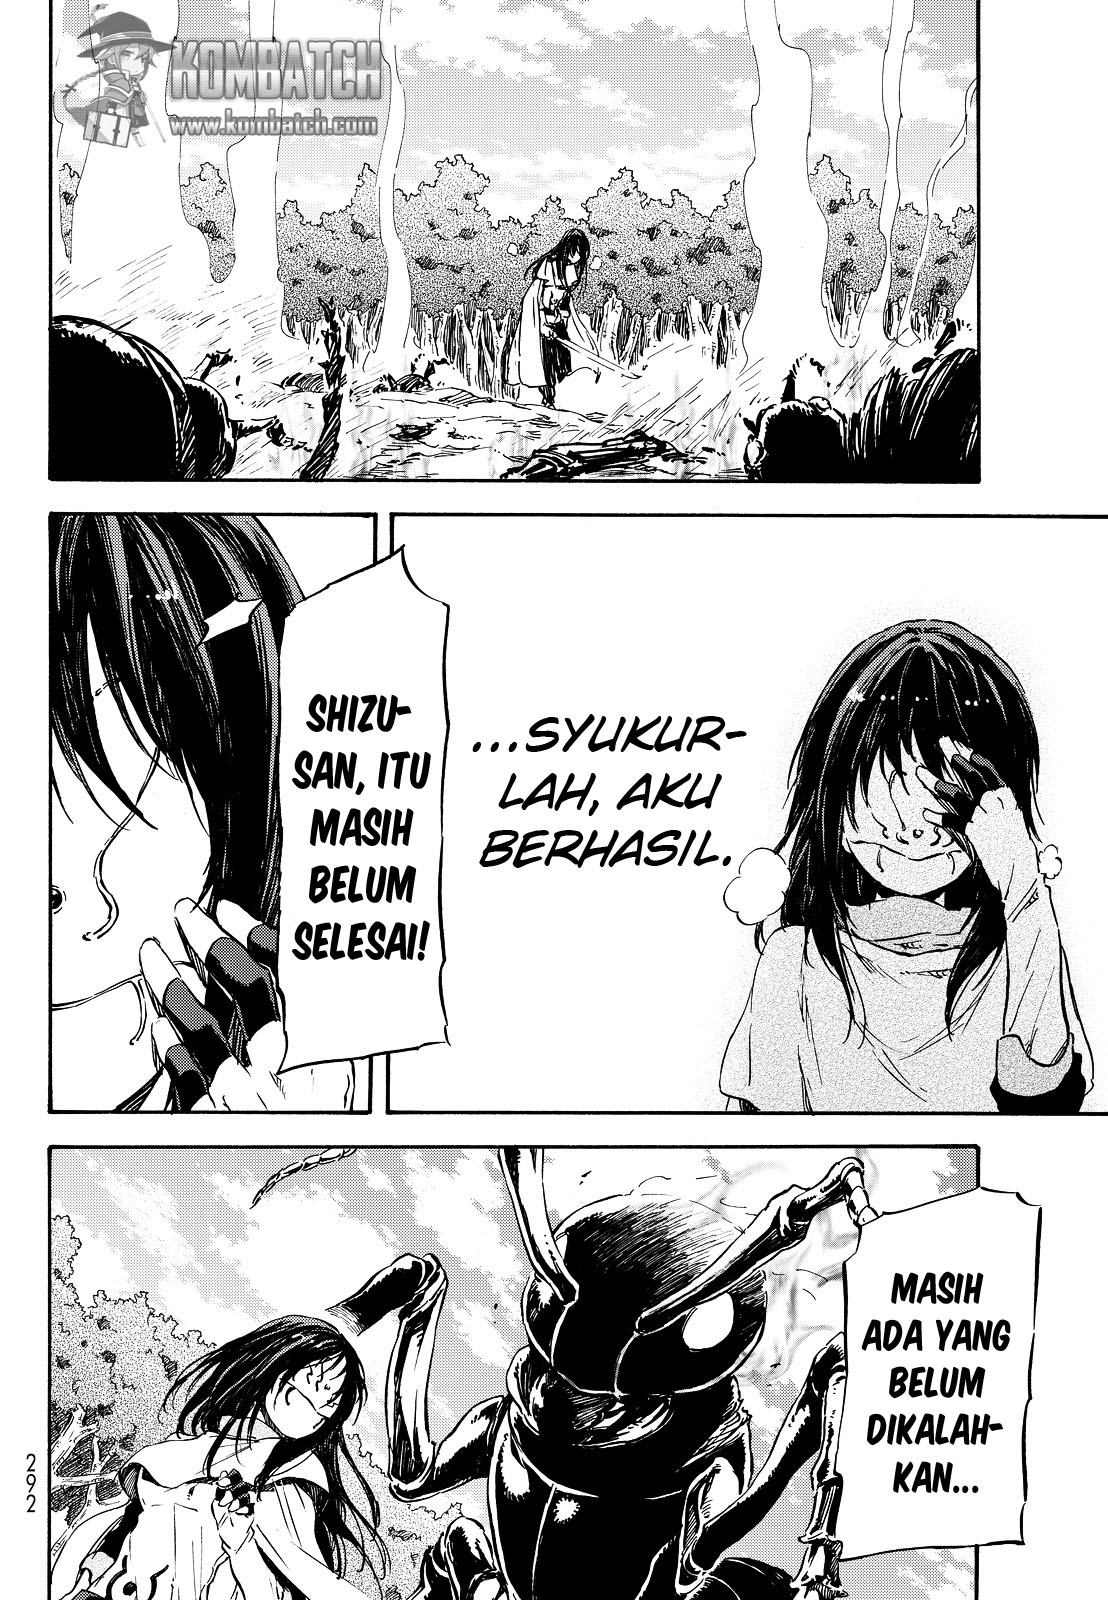 KOMBATCH
www.kombatch.com
...SYUKUR-
LAH, AKU
BERHASIL.
SHIZU-
SAN, ITU
MASIH
BELUM
SELESAI!
MASIH
ADA YANG
BELUM
DIKALAH-
KAN...
292